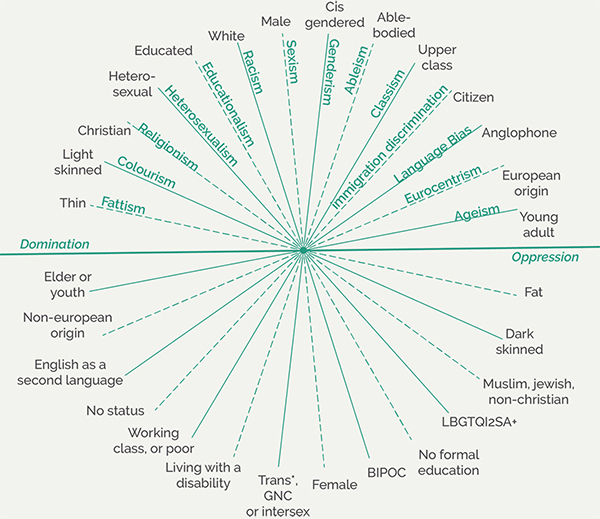 Cis
gendered
Male
Able-
bodied
White
Upper
class
Educated
Hetero-
sexual
Citizen
Christian
Anglophone
Light
skinned
European
origin
Thin
Young
adult
Fattism
Colourism
Religionism
Heterosexualism
Educationalism
Racism
Sexism
Genderism
Ableism
Classism
Immigration discrimination
Language Bias
Eurocentrism
Ageism
Domination
Oppression
Elder or
youth
Non-european
origin
English as a
second language
No status
Working
class, or poor
Living with a
disability
Trans*,
GNC
or intersex
Female
BIPOC
No formal
education
LBGTQI2SA+
Muslim, jewish,
non-christian
Dark
skinned
Fat